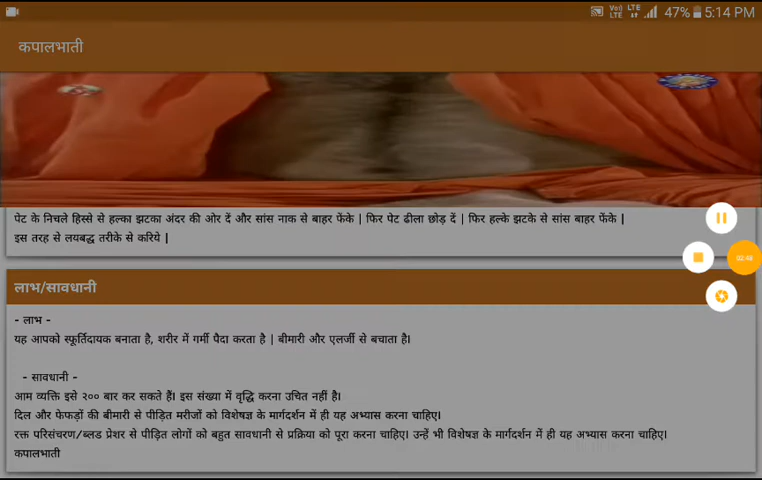 Vo) LTE LTE 47% 5:14 PM
कपालभाती
पेट के निचले हिस्से से हल्का झटका अंदर की ओर दें और सांस नाक से बाहर फेंके | फिर पेट ढीला छोड़ दें | फिर हल्के झटके से सांस बाहर फेंके |
इस तरह से लयबद्ध तरीके से करिये |
लाभ/सावधानी
- लाभ -
यह आपको स्फूर्तिदायक बनाता है, शरीर में गर्मी पैदा करता है | बीमारी और एलर्जी से बचाता है।
- सावधानी -
आम व्यक्ति इसे २०० बार कर सकते हैं। इस संख्या में वृद्धि करना उचित नहीं है।
दिल और फेफड़ों की बीमारी से पीड़ित मरीजों को विशेषज्ञ के मार्गदर्शन में ही यह अभ्यास करना चाहिए।
रक्त परिसंचरण/ब्लड प्रेशर से पीड़ित लोगों को बहुत सावधानी से प्रक्रिया को पूरा करना चाहिए। उन्हें भी विशेषज्ञ के मार्गदर्शन में ही यह अभ्यास करना चाहिए।
कपालभाती